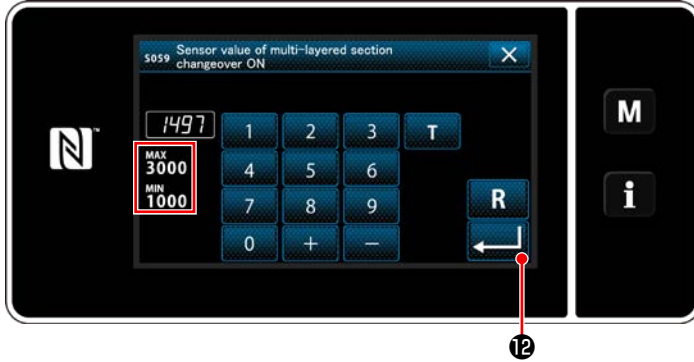 S059 Sensor value of multi-layered section
changeover ON
X
1497
1 2 3 T
MAX
3000
4 5 6
MIN
1000
7 8 9 R
0 + −
M
i
N™
⓬